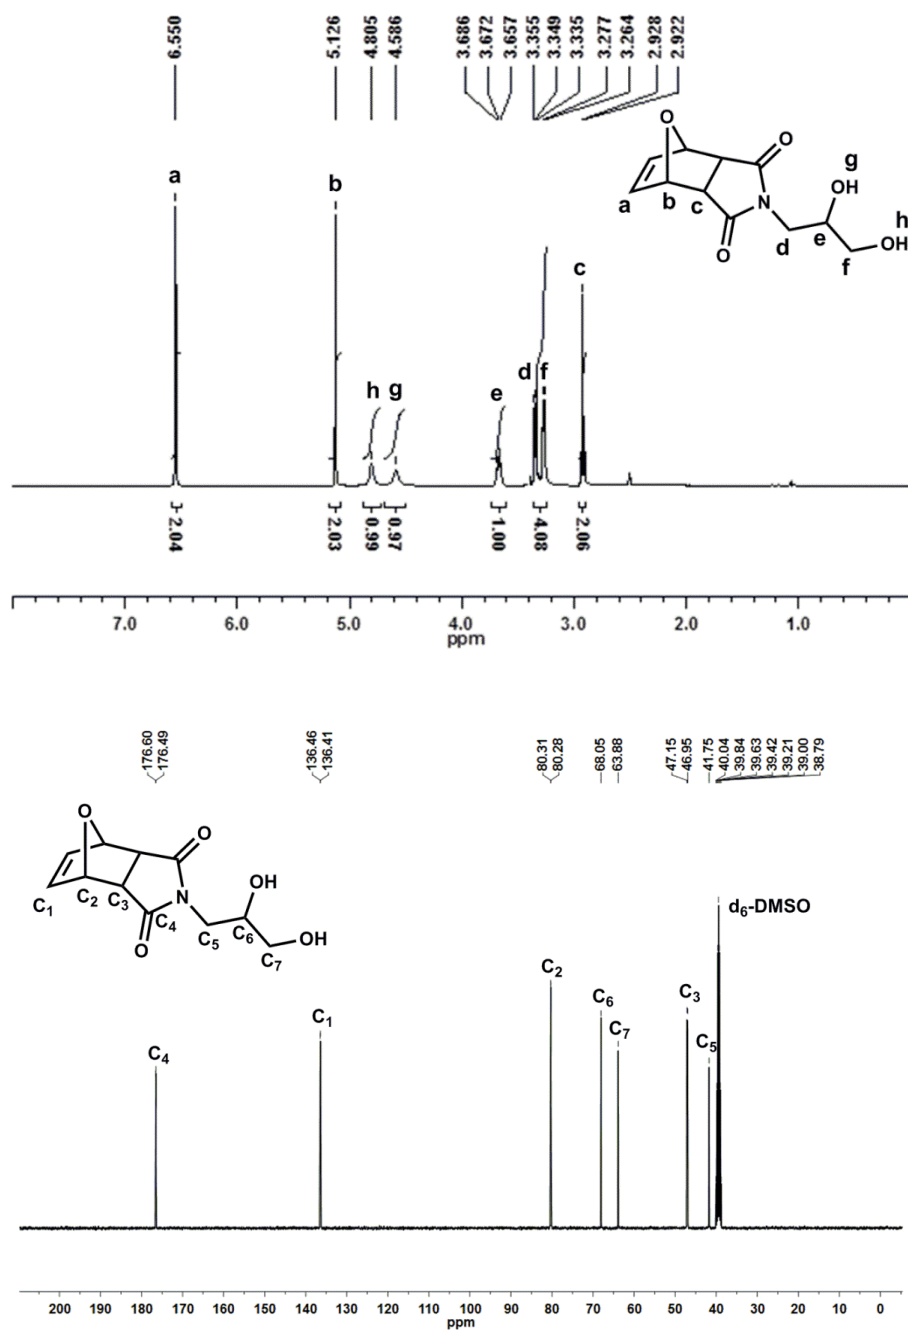 6.550
5.126
4.805
4.586
3.686
3.672
3.657
3.355
3.349
3.335
3.277
3.264
2.928
2.922
O
O
g
OH
h
N
OH
a
b
c
d
e
f
O
a
b
c
h
g
e
d
f
2.04
2.03
0.99
0.97
1.00
4.08
2.06
7.0 6.0 5.0 4.0 3.0 2.0 1.0
ppm
176.60
176.49
136.46
136.41
80.31
80.28
68.05
63.88
47.15
46.95
41.75
40.04
39.84
39.63
39.42
39.21
39.00
38.79
O
O
OH
N
OH
C1
C2
C3
C4
C5
C6
C7
O
d6-DMSO
C2
C6
C3
C7
C1
C5
C4
200 190 180 170 160 150 140 130 120 110 100 90 80 70 60 50 40 30 20 10 0
ppm